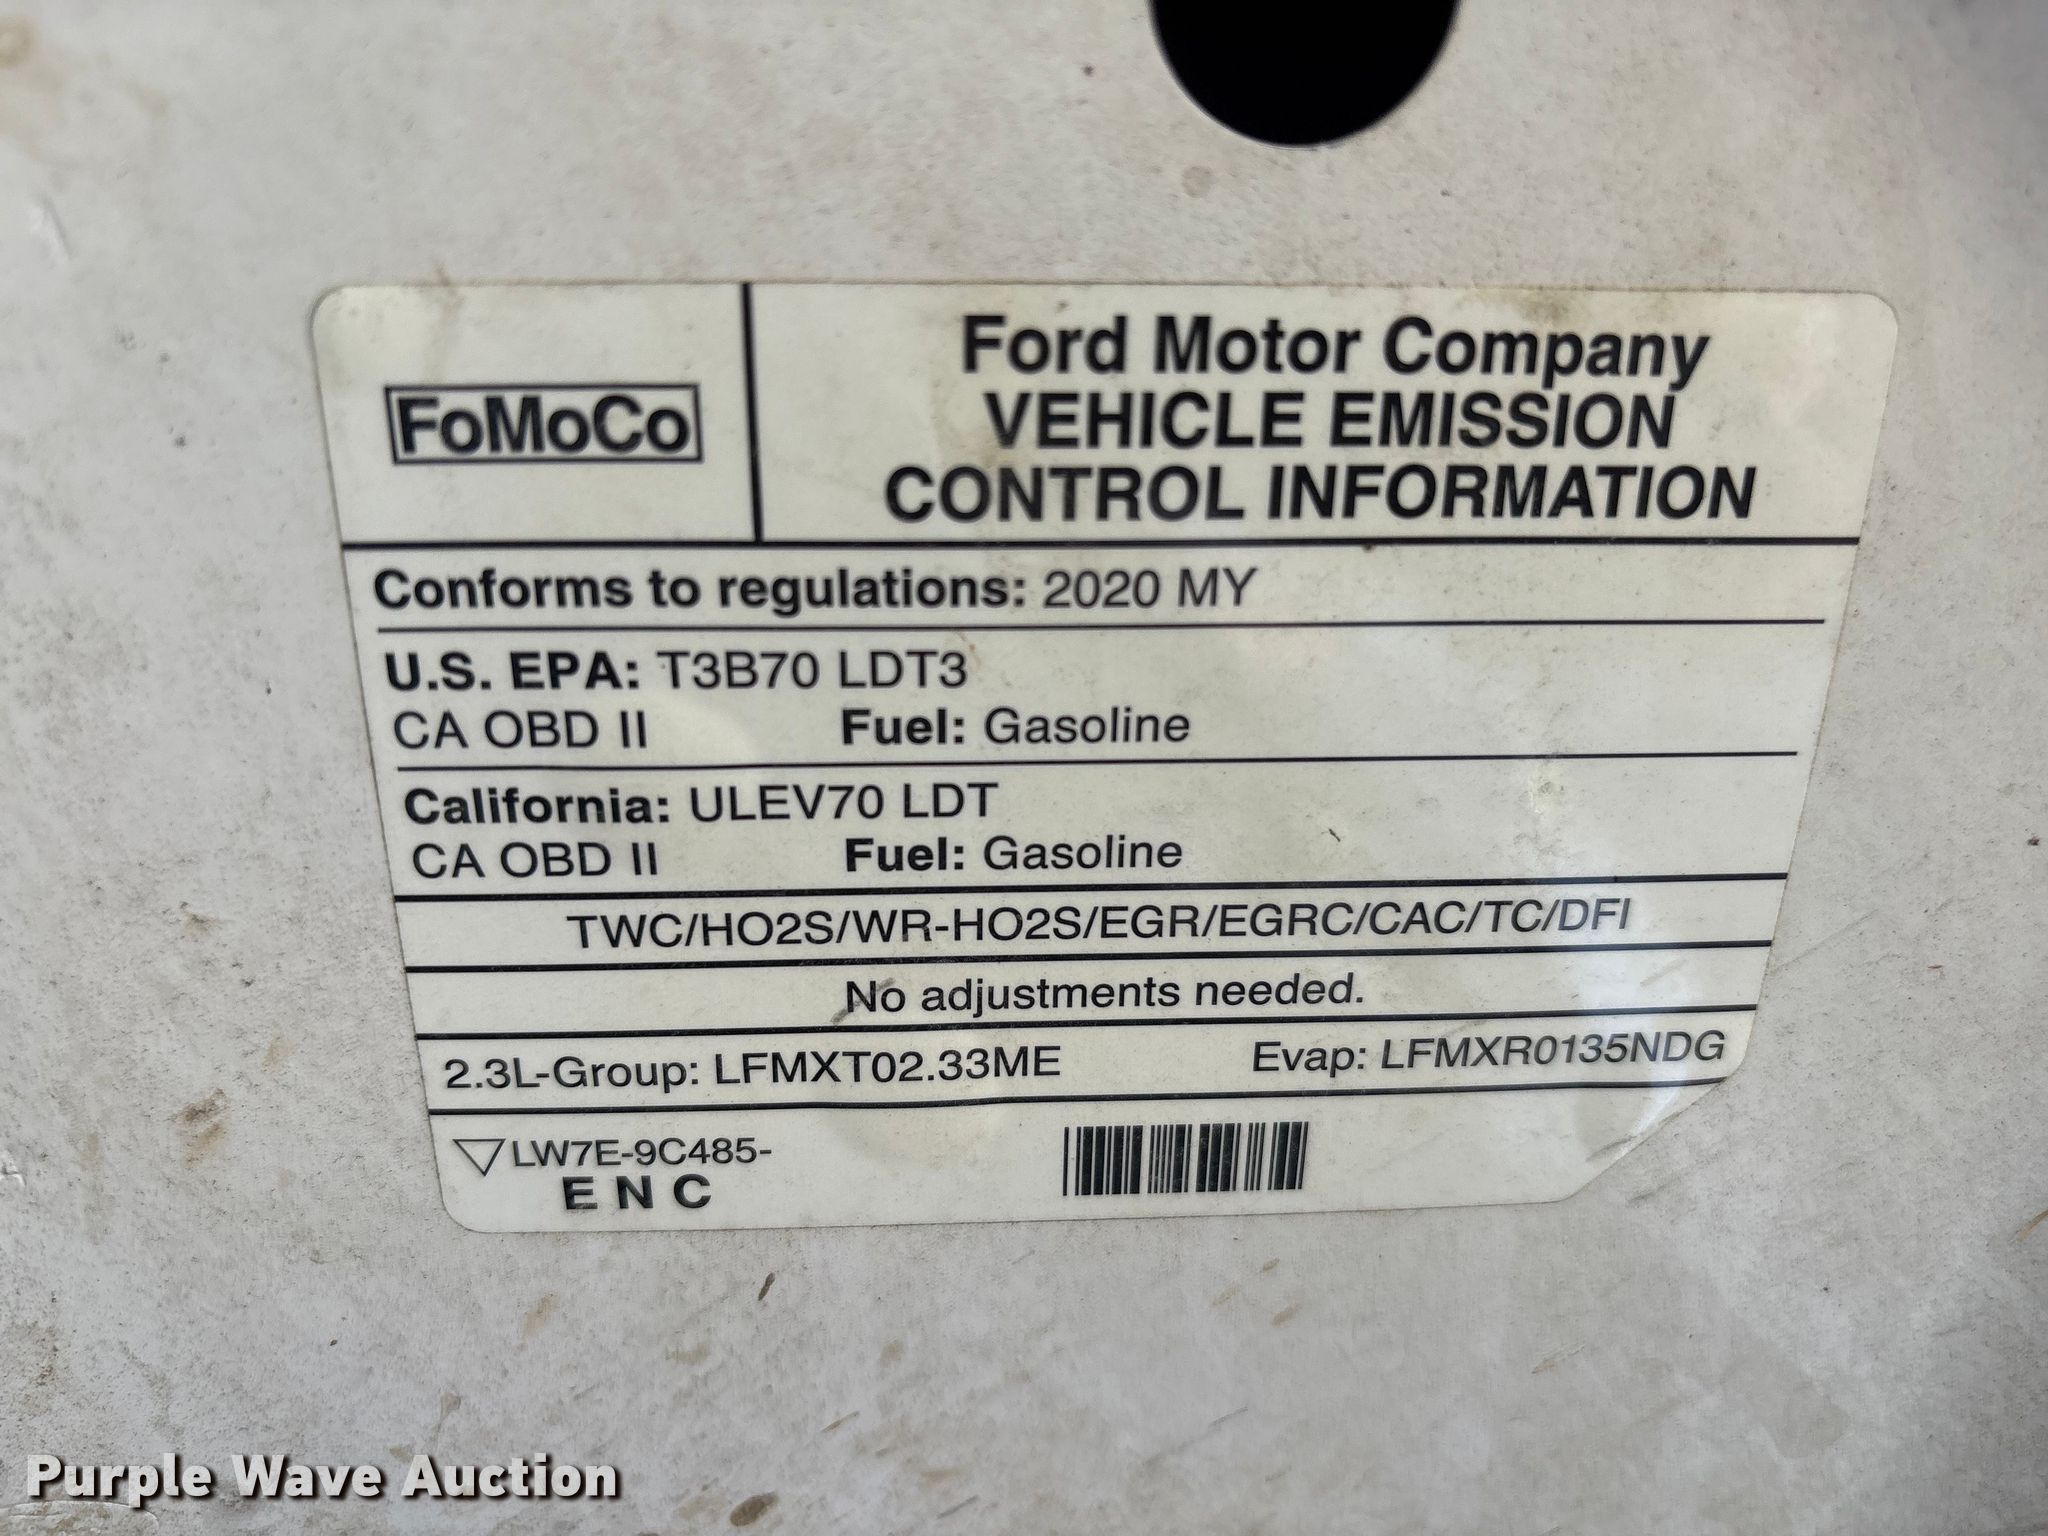 FoMoCo
Ford Motor Company
VEHICLE EMISSION
CONTROL INFORMATION
Conforms to regulations: 2020 MY
U.S. EPA: T3B70 LDT3
CA OBD II Fuel: Gasoline
California: ULEV70 LDT
CA OBD II Fuel: Gasoline
TWC/HO2S/WR-HO2S/EGR/EGRC/CAC/TC/DFI
No adjustments needed.
2.3L-Group: LFMXT02.33ME Evap: LFMXR0135NDG
LW7E-9C485-
E N C
Purple Wave Auction